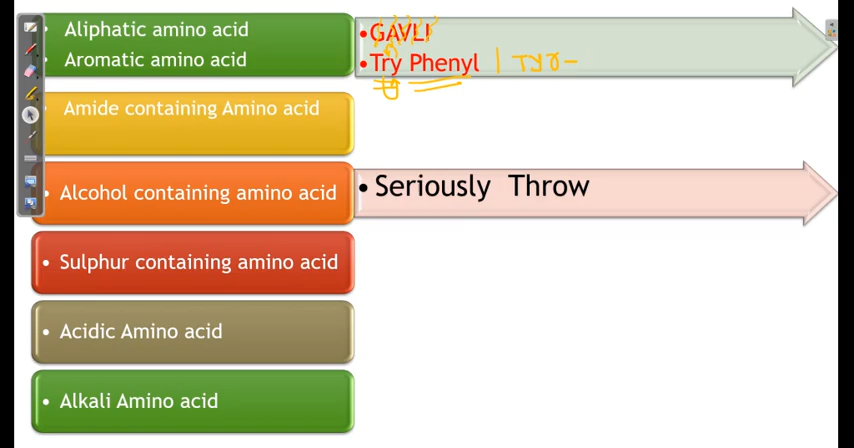 Aliphatic amino acid
Aromatic amino acid
• GAVLI
• Try Phenyl | Tyr -
Amide containing Amino acid
• Alcohol containing amino acid
• Seriously Throw
• Sulphur containing amino acid
• Acidic Amino acid
• Alkali Amino acid